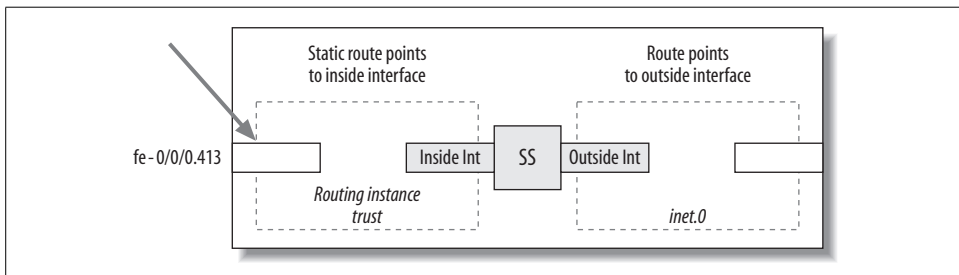 Static route points
to inside interface
Route points
to outside interface
fe-0/0/0.413
Inside Int
SS
Outside Int
Routing instance
trust
inet.0